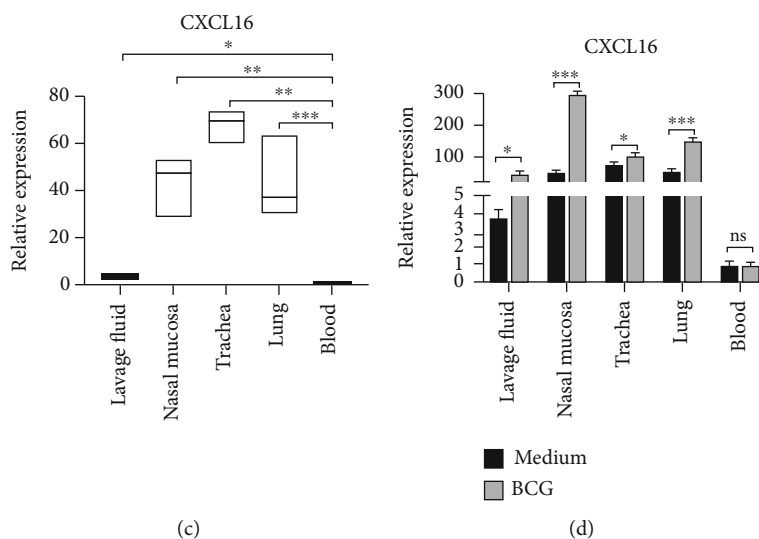 CXCL16
*
**
**
***
80
60
40
20
0
Relative expression
Lavage fluid
Nasal mucosa
Trachea
Lung
Blood
(c)
CXCL16
***
*
*
***
ns
300
200
100
5
4
3
2
1
0
Relative expression
Lavage fluid
Nasal mucosa
Trachea
Lung
Blood
Medium
BCG
(d)